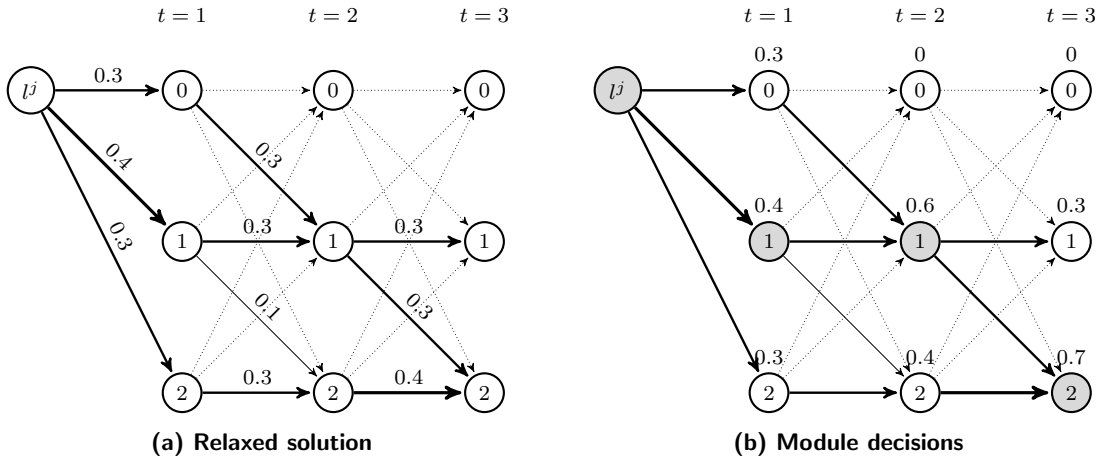 t = 1 t = 2 t = 3
l^j 0.3 0 0 0
0.4 0.3
0.3 1 0.3 1 0.3 1
0.1 0.3
2 0.3 2 0.4 2
(a) Relaxed solution
t = 1 t = 2 t = 3
0.3 0 0
l^j 0 0 0
0.4 0.6 0.3
1 1 1
0.3 0.4 0.7
2 2 2
(b) Module decisions